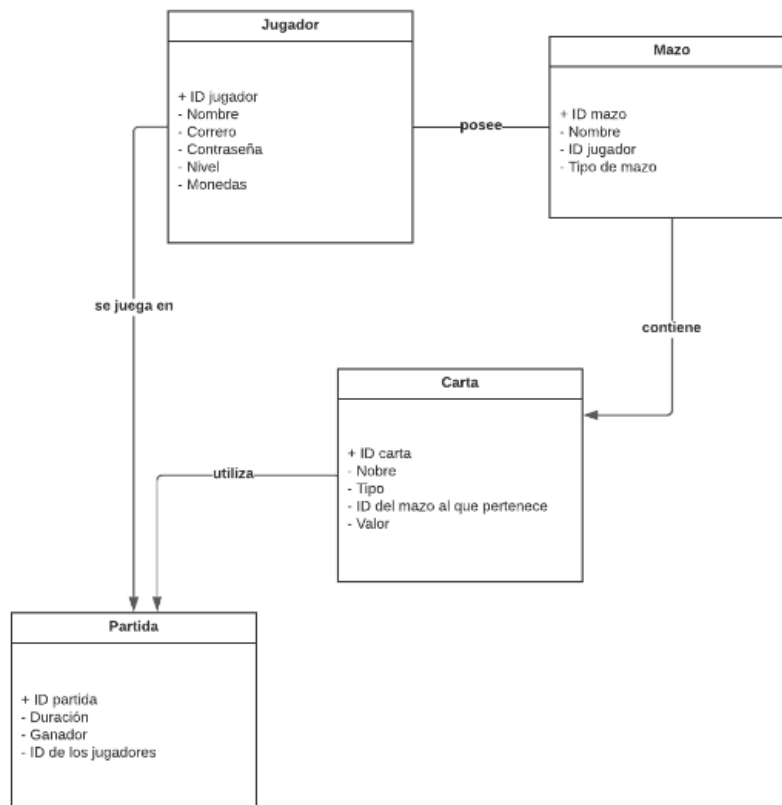 Jugador
+ ID jugador
- Nombre
- Correro
- Contraseña
- Nivel
- Monedas
posee
Mazo
+ ID mazo
- Nombre
- ID jugador
- Tipo de mazo
se juega en
contiene
Carta
+ ID carta
- Nobre
- Tipo
- ID del mazo al que pertenece
- Valor
utiliza
Partida
+ ID partida
- Duración
- Ganador
- ID de los jugadores